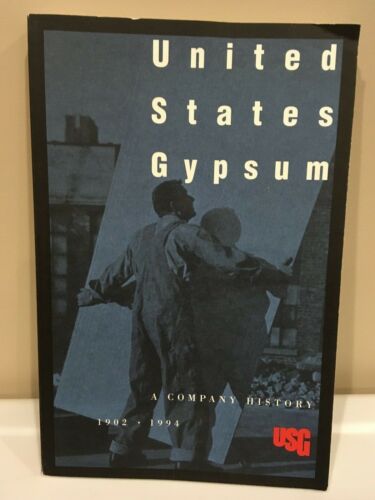 United
States
Gypsum
A COMPANY HISTORY
1902 · 1994
USG